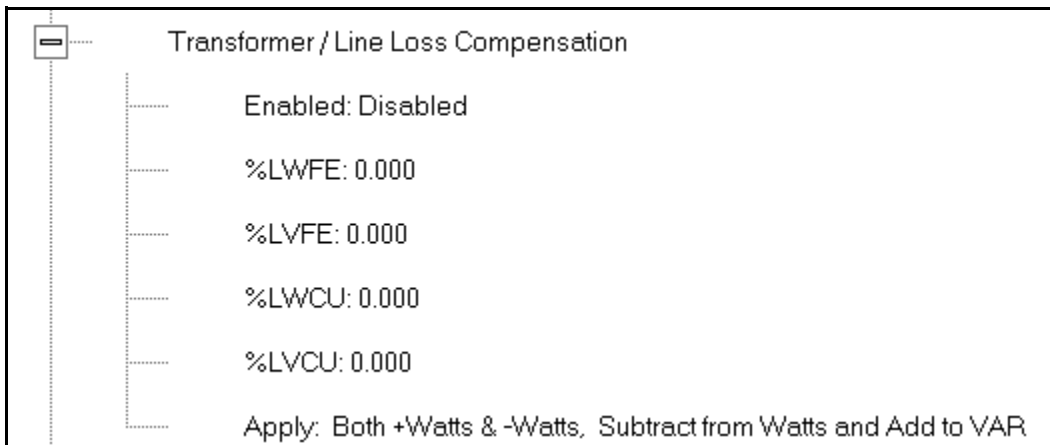 Transformer / Line Loss Compensation
Enabled: Disabled
%LWFE: 0.000
%LVFE: 0.000
%LWCU: 0.000
%LVCU: 0.000
Apply: Both +Watts & -Watts, Subtract from Watts and Add to VAR